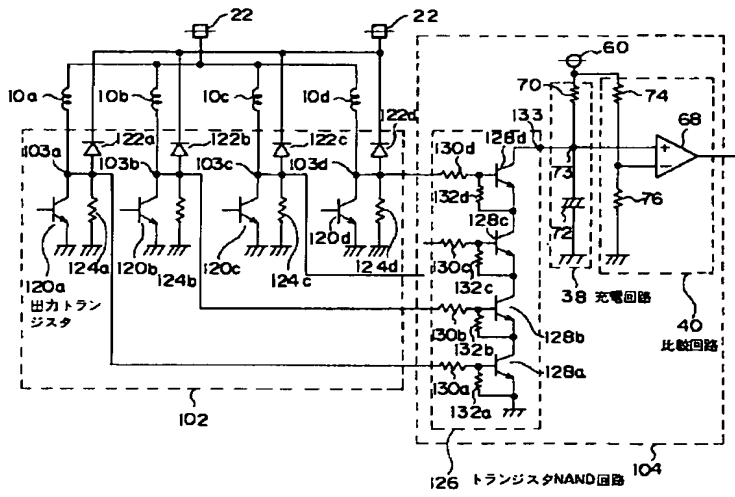 22 22 60
10a 10b 10c 10d 122d
70 74
122a 122b 122c 133 68
130d 128d
103a 103b 103c 103d
73
132d 76
128c
120d 72
120a 124a 120b 124b 120c 124c 124d 130c
出力トラン
ジスタ
132c 38 充電回路
130b 132b 128b 40
比較回路
130a 132a 128a
102
126 トランジスタNAND回路 104